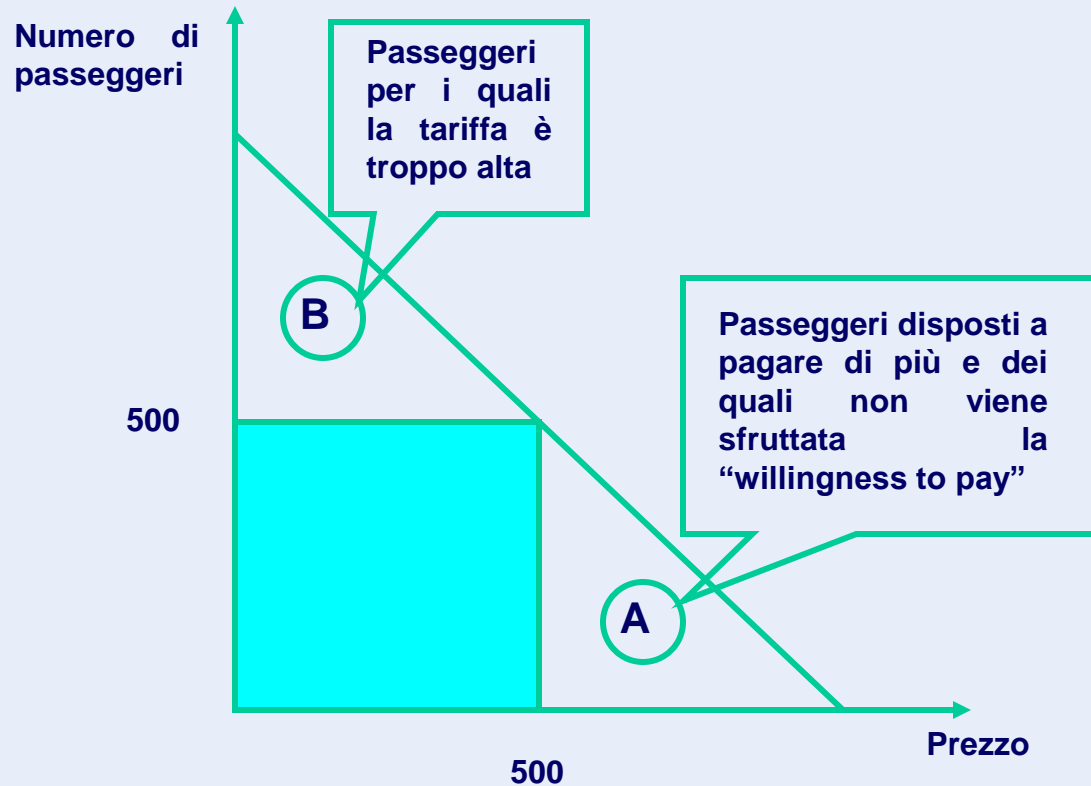 Numero di
passeggeri
Passeggeri
per i quali
la tariffa è
troppo alta
B
Passeggeri disposti a
pagare di più e dei
quali non viene
sfruttata la
“willingness to pay”
500
A
Prezzo
500